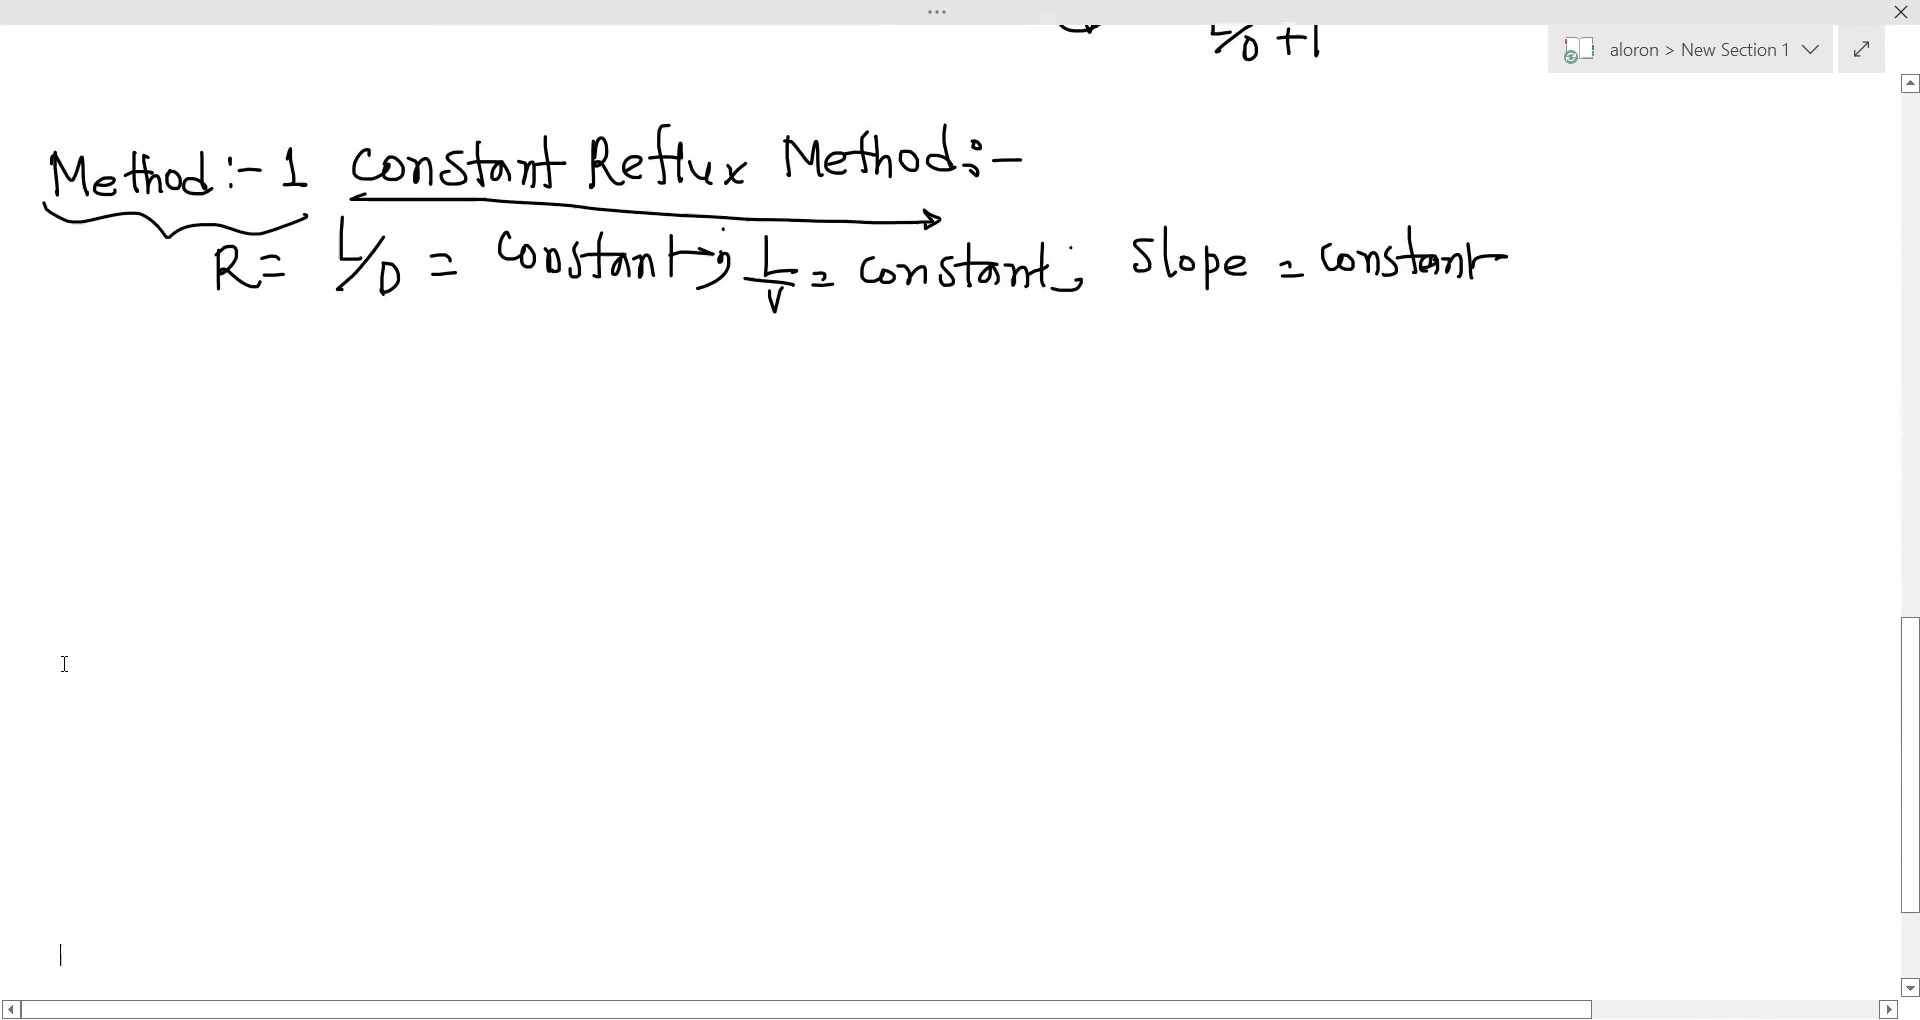 L/D +1
aloron > New Section 1
Method :- 1 Constant Reflux Method :-
R = L/D = constant ; L/V = constant ; Slope = constant